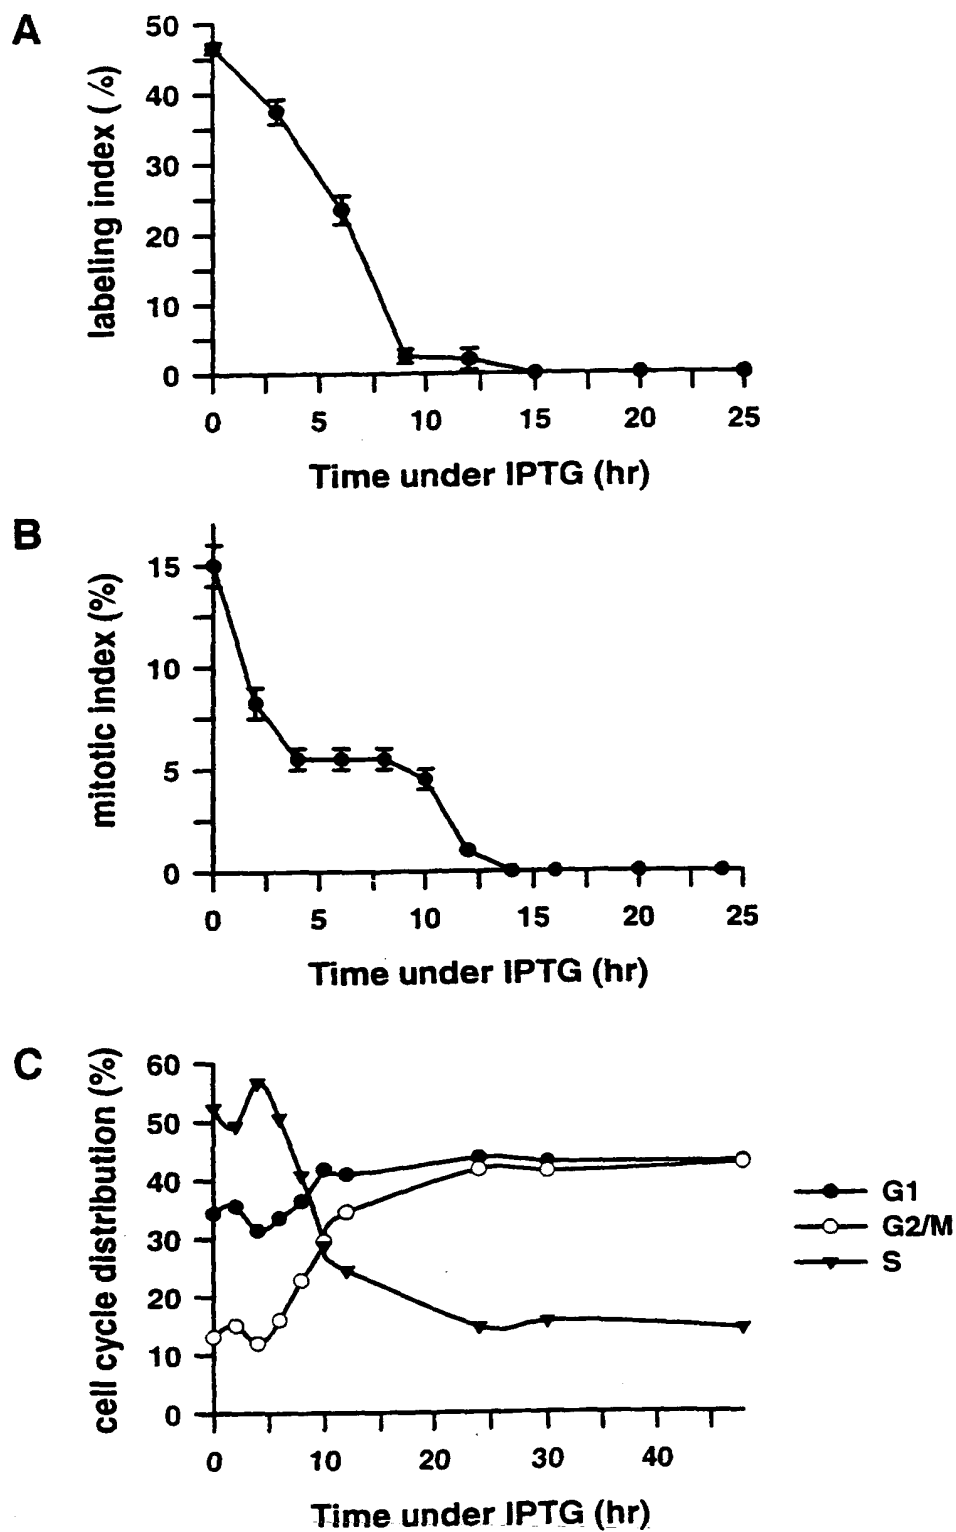 A
labeling index (%)
50
40
30
20
10
0
0 5 10 15 20 25
Time under IPTG (hr)
B
mitotic index (%)
15
10
5
0
0 5 10 15 20 25
Time under IPTG (hr)
C
cell cycle distribution (%)
60
50
40
30
20
10
0
0 10 20 30 40
Time under IPTG (hr)
G1
G2/M
S